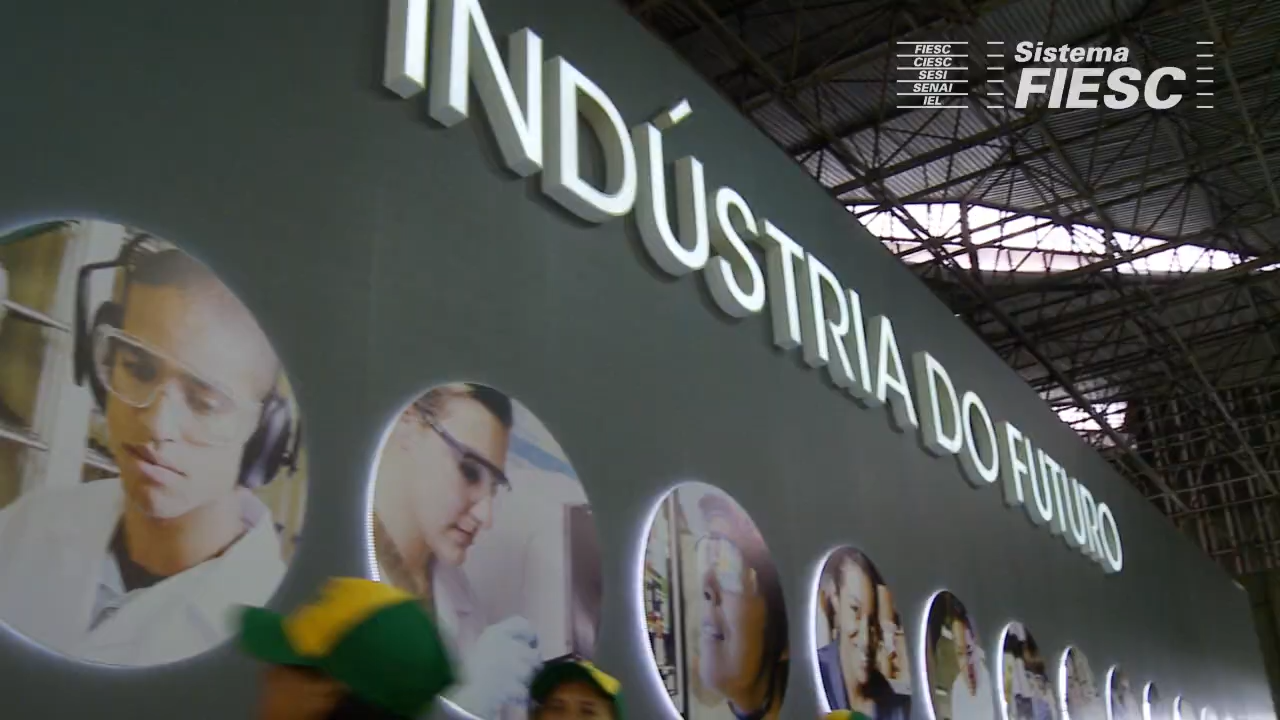 INDÚSTRIA DO FUTURO
FIESC
CIESC
SESI
SENAI
IEL
Sistema
FIESC